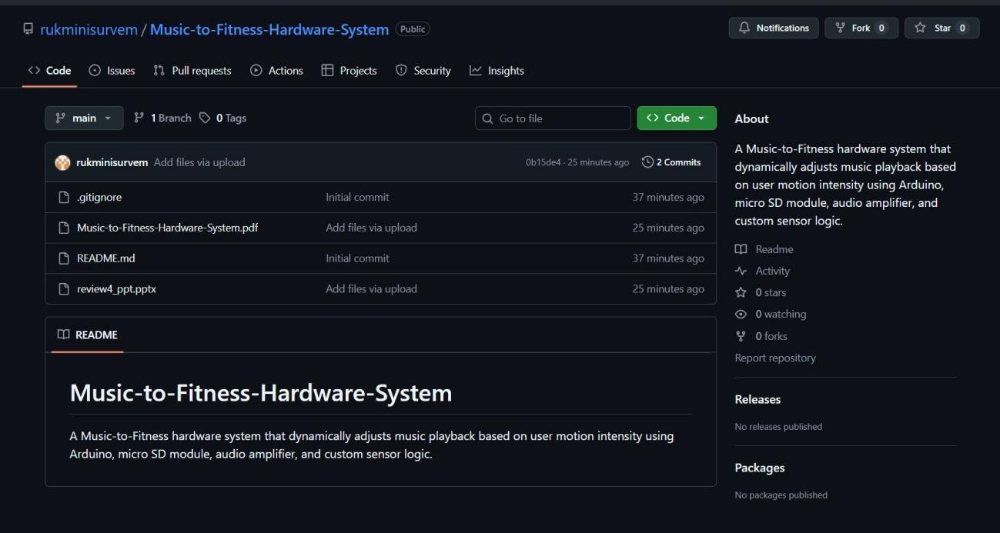 rukminisurvem / Music-to-Fitness-Hardware-System Public
Notifications Fork 0 Star 0
Code Issues Pull requests Actions Projects Security Insights
main 1 Branch 0 Tags
Go to file
Code
rukminisurvem Add files via upload 0b15de4 · 25 minutes ago 2 Commits
.gitignore Initial commit 37 minutes ago
Music-to-Fitness-Hardware-System.pdf Add files via upload 25 minutes ago
README.md Initial commit 37 minutes ago
review4_ppt.pptx Add files via upload 25 minutes ago
README
Music-to-Fitness-Hardware-System
A Music-to-Fitness hardware system that dynamically adjusts music playback based on user motion intensity using
Arduino, micro SD module, audio amplifier, and custom sensor logic.
About
A Music-to-Fitness hardware system that
dynamically adjusts music playback based
on user motion intensity using Arduino,
micro SD module, audio amplifier, and
custom sensor logic.
Readme
Activity
0 stars
0 watching
0 forks
Report repository
Releases
No releases published
Packages
No packages published